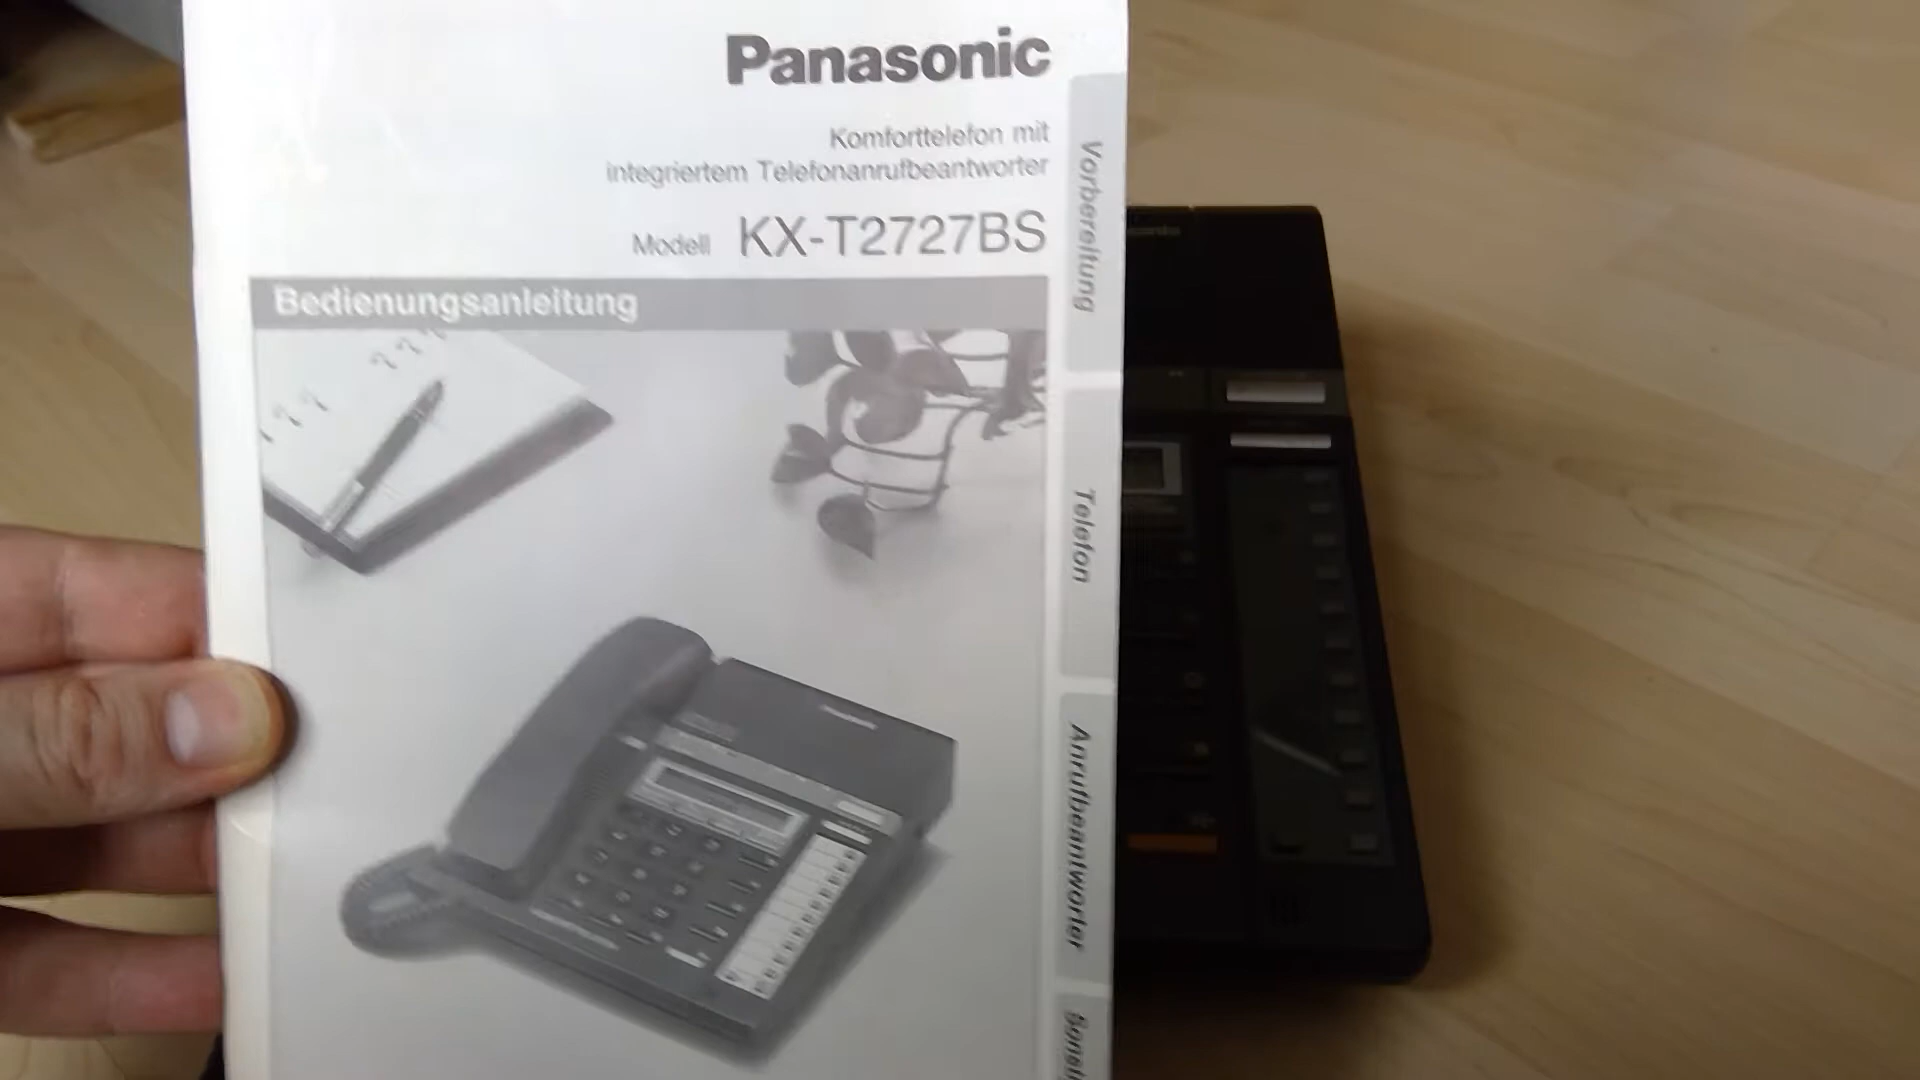 Panasonic
Komforttelefon mit
integriertem Telefonanrufbeantworter
Modell KX-T2727BS
Bedienungsanleitung
Vorbereitung
Telefon
Anrufbeantworter